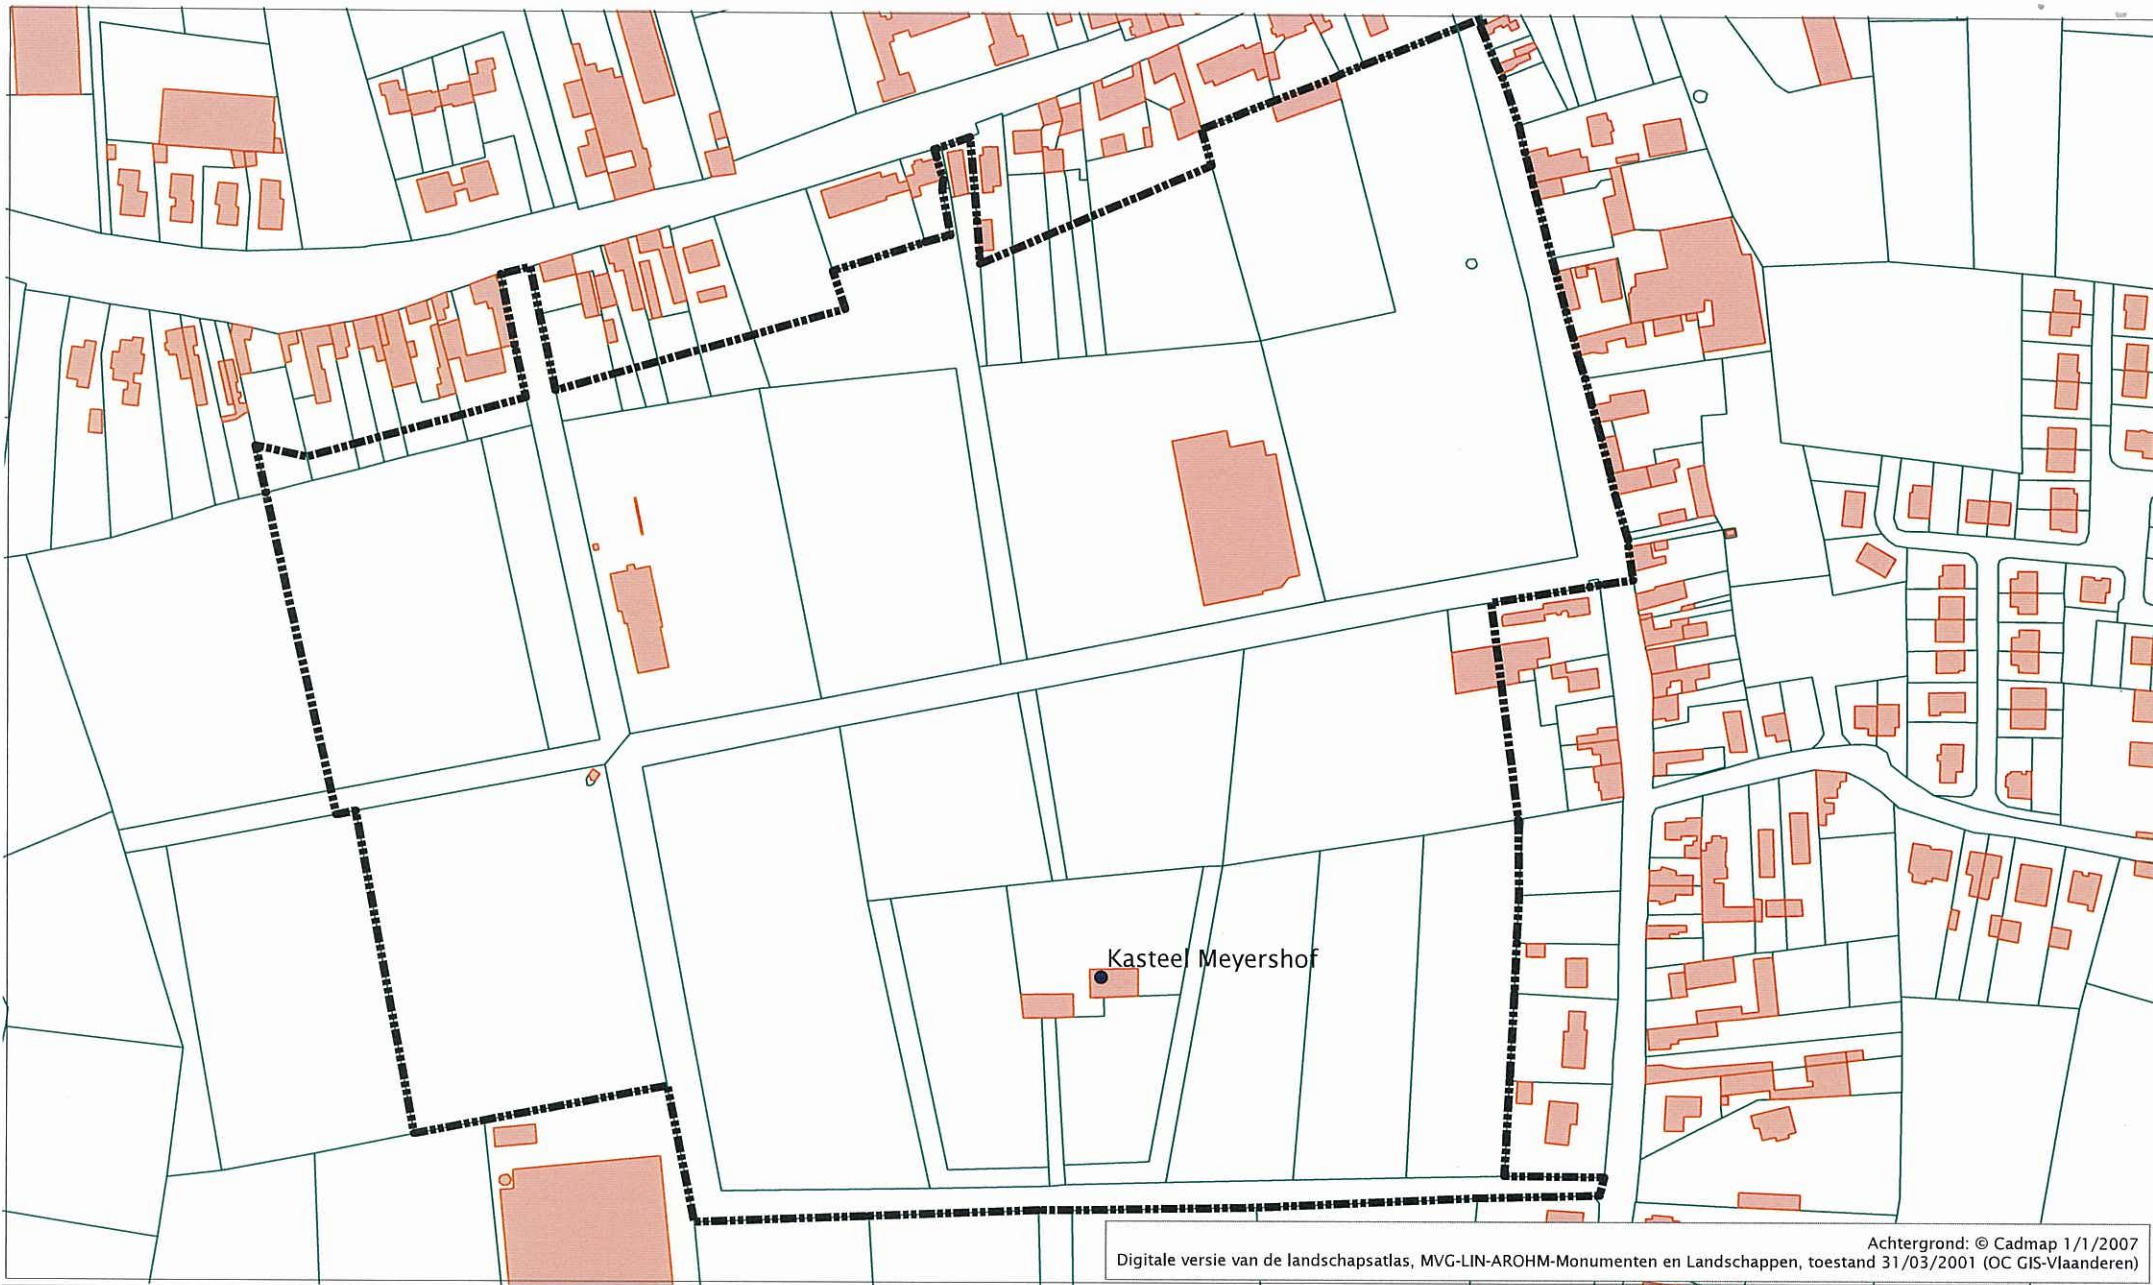 Kasteel Meyershof
Achtergrond: © Cadmap 1/1/2007
Digitale versie van de landschapsatlas, MVG-LIN-AROHM-Monumenten en Landschappen, toestand 31/03/2001 (OC GIS-Vlaanderen)